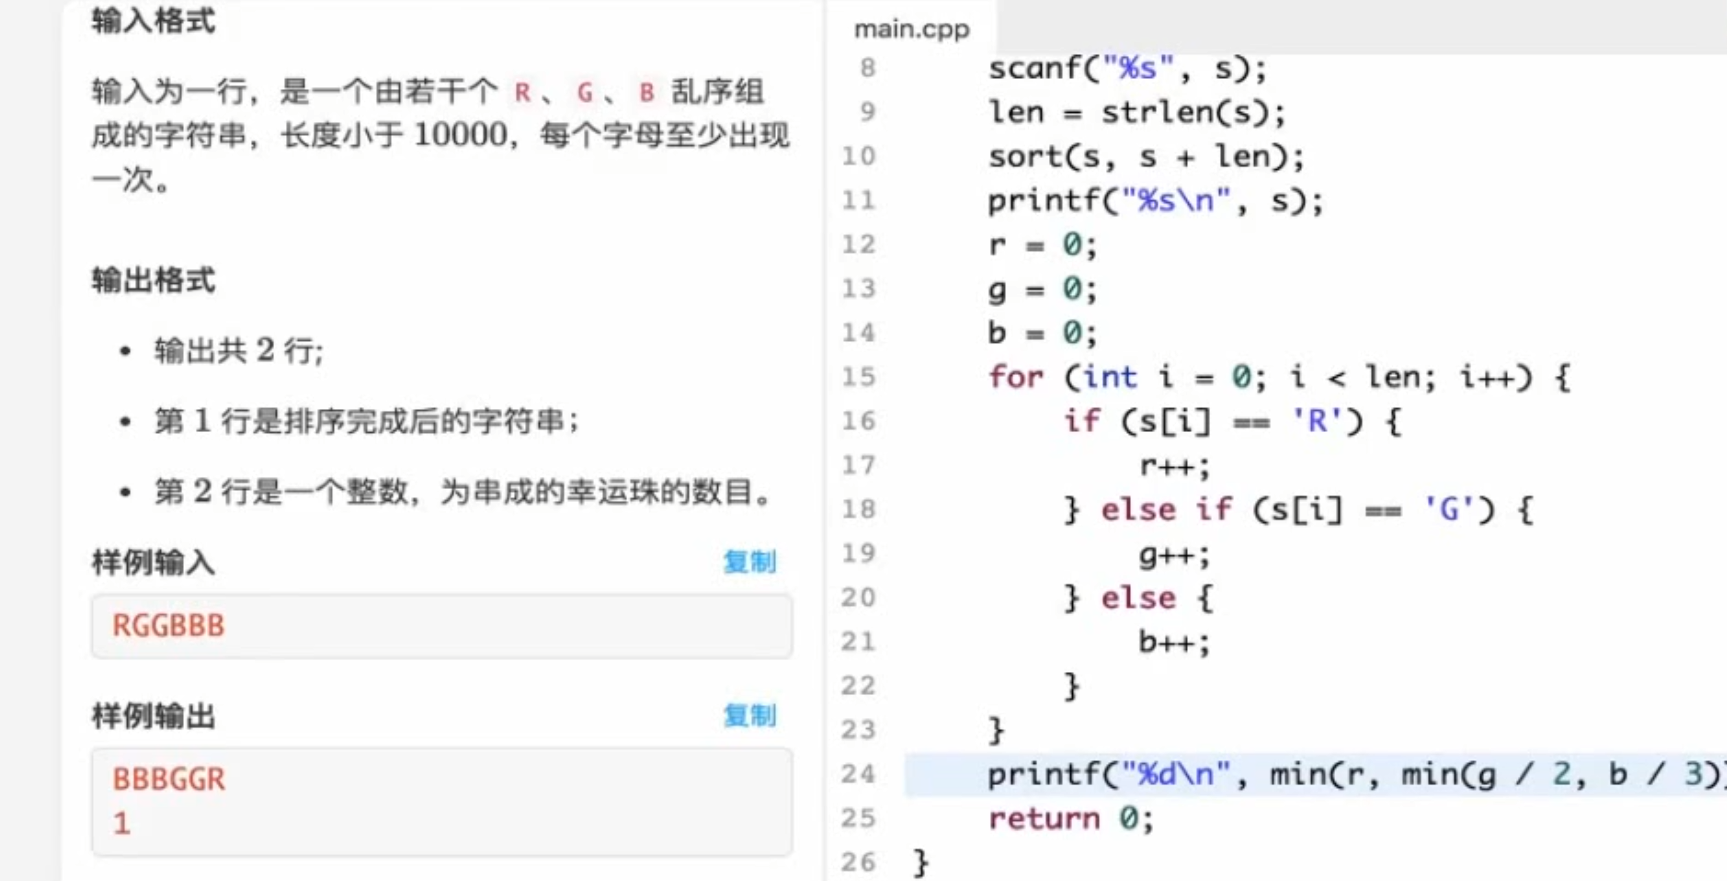 输入格式
输入为一行，是一个由若干个 R 、 G 、 B 乱序组
成的字符串，长度小于 10000，每个字母至少出现
一次。
输出格式
• 输出共 2 行;
• 第 1 行是排序完成后的字符串；
• 第 2 行是一个整数，为串成的幸运珠的数目。
样例输入 复制
RGGBBB
样例输出 复制
BBBGGR
1
main.cpp
8 scanf("%s", s);
9 len = strlen(s);
10 sort(s, s + len);
11 printf("%s\n", s);
12 r = 0;
13 g = 0;
14 b = 0;
15 for (int i = 0; i < len; i++) {
16 if (s[i] == 'R') {
17 r++;
18 } else if (s[i] == 'G') {
19 g++;
20 } else {
21 b++;
22 }
23 }
24 printf("%d\n", min(r, min(g / 2, b / 3))
25 return 0;
26 }